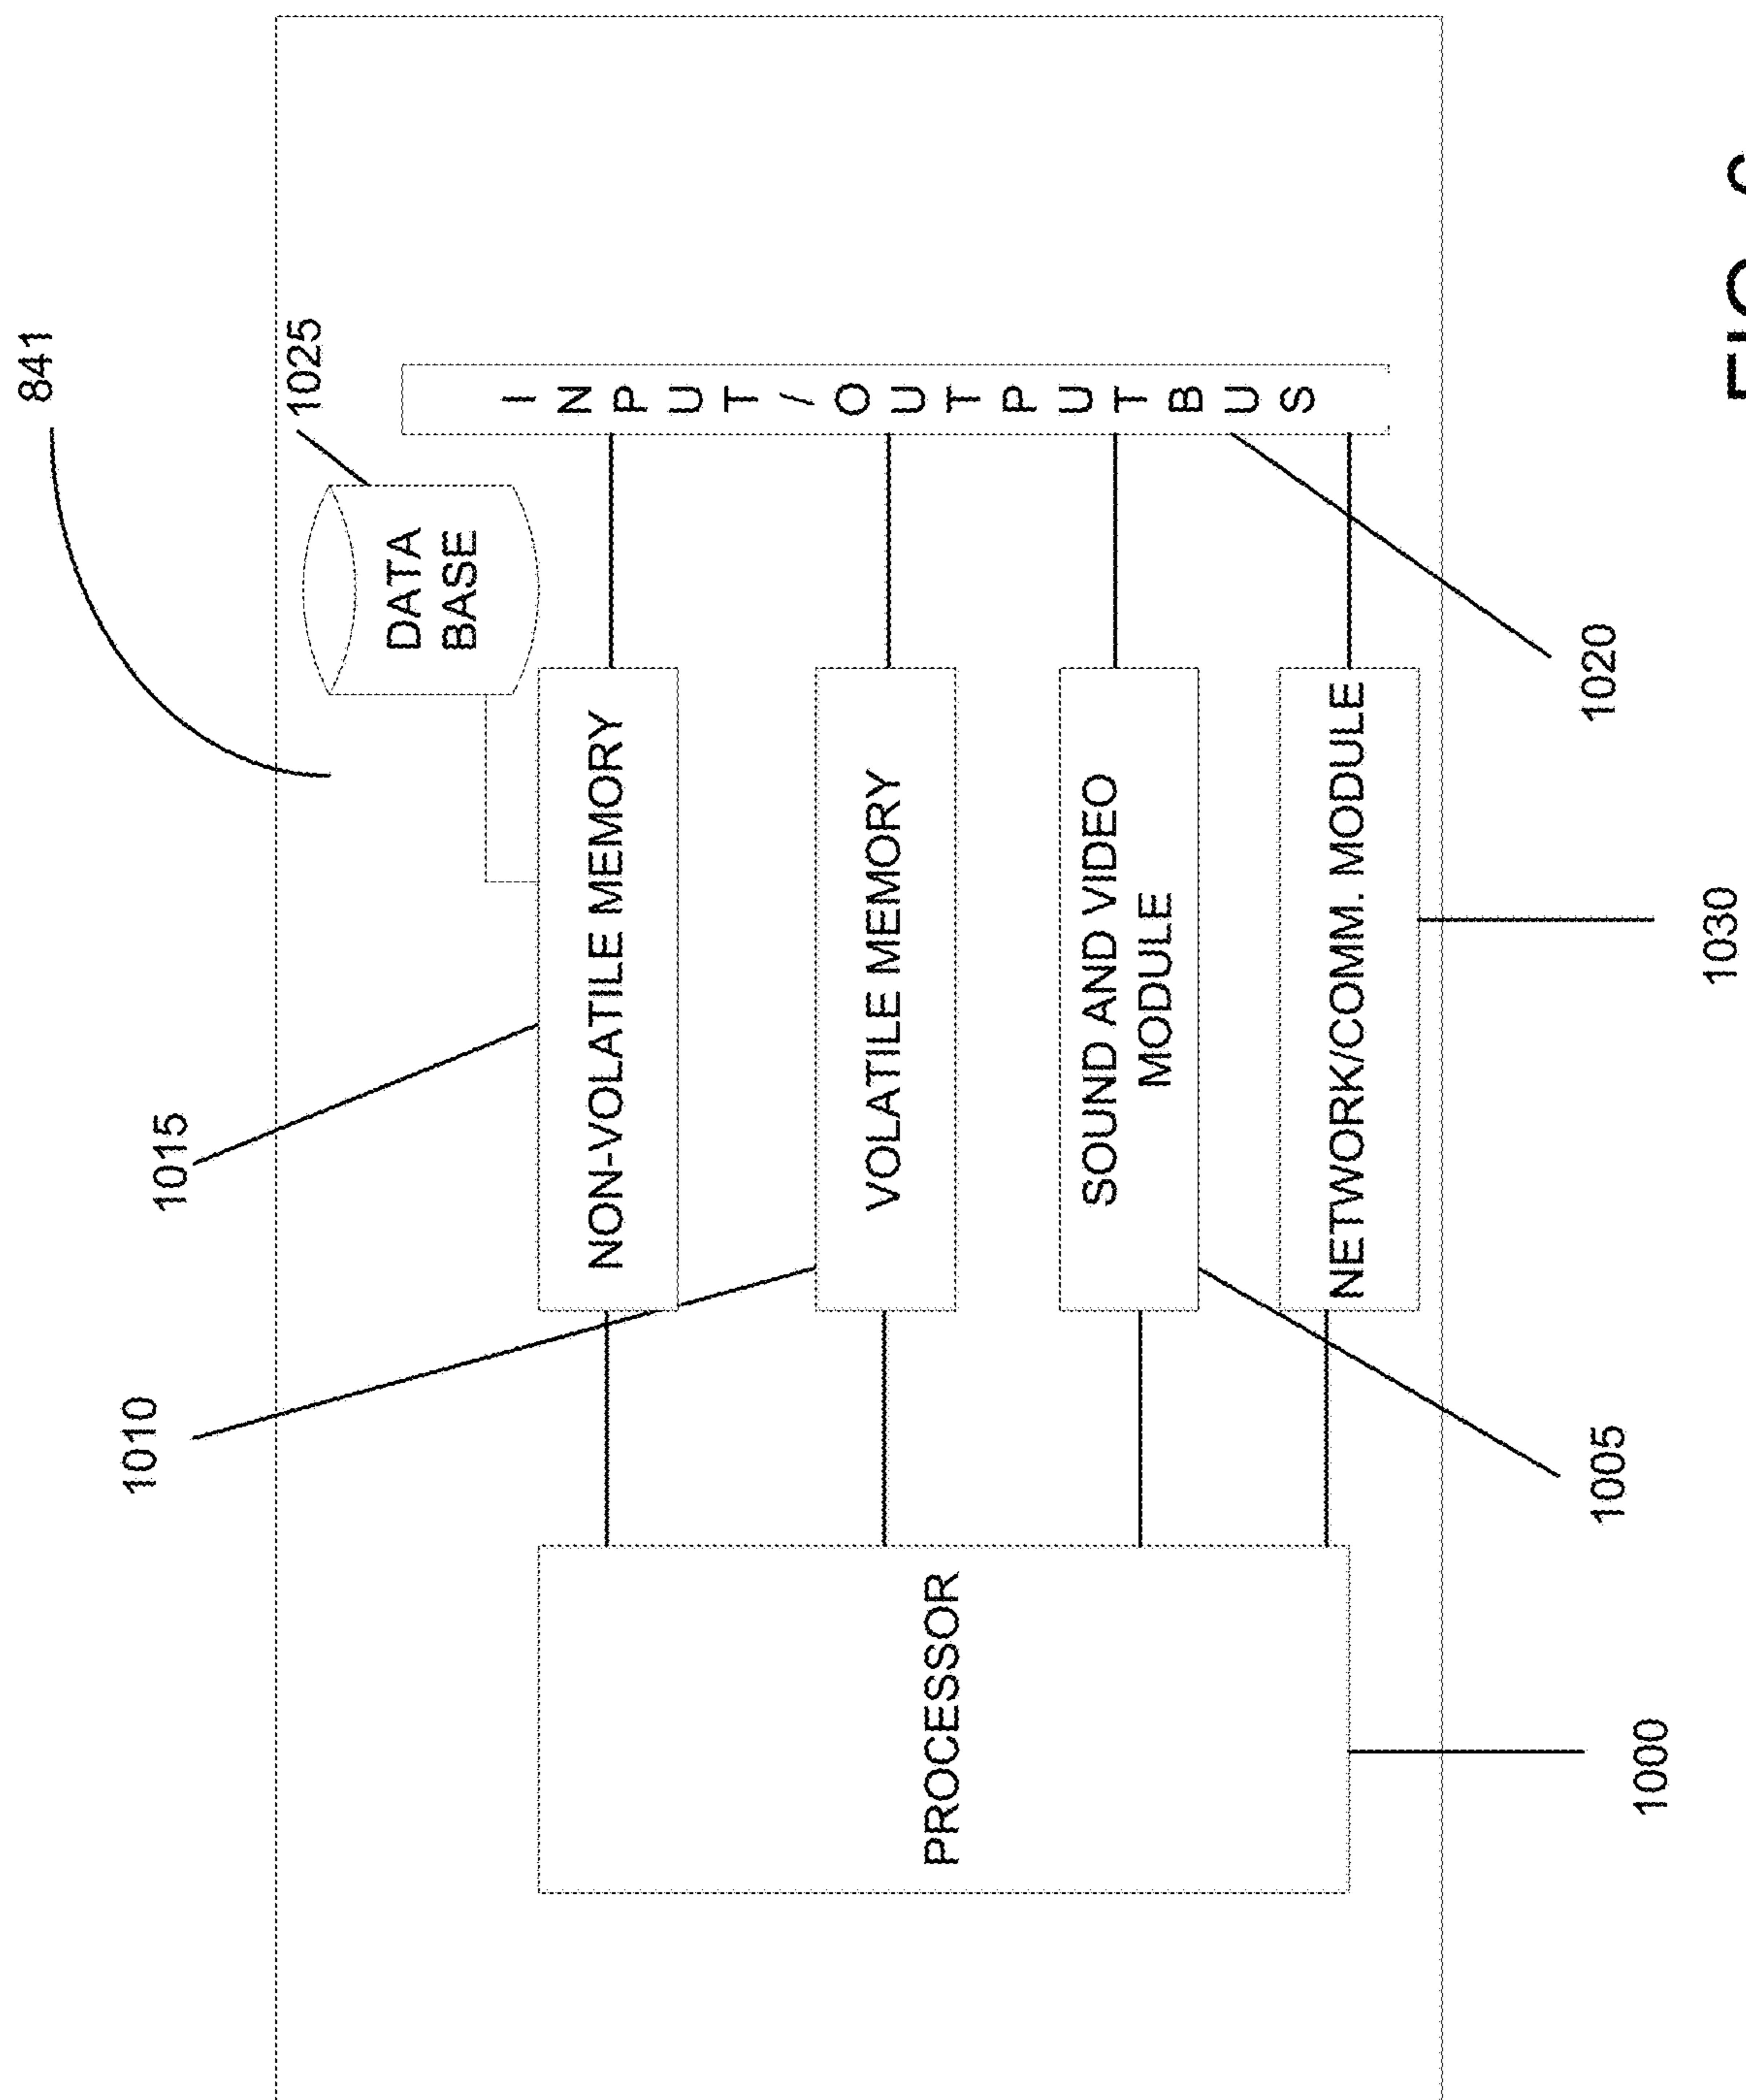 841
1010
1015
1025
DATA
BASE
NON-VOLATILE MEMORY
VOLATILE MEMORY
PROCESSOR
SOUND AND VIDEO
MODULE
NETWORK/COMM. MODULE
INPUT/OUTPUT BUS
1020
1005
1000
1030